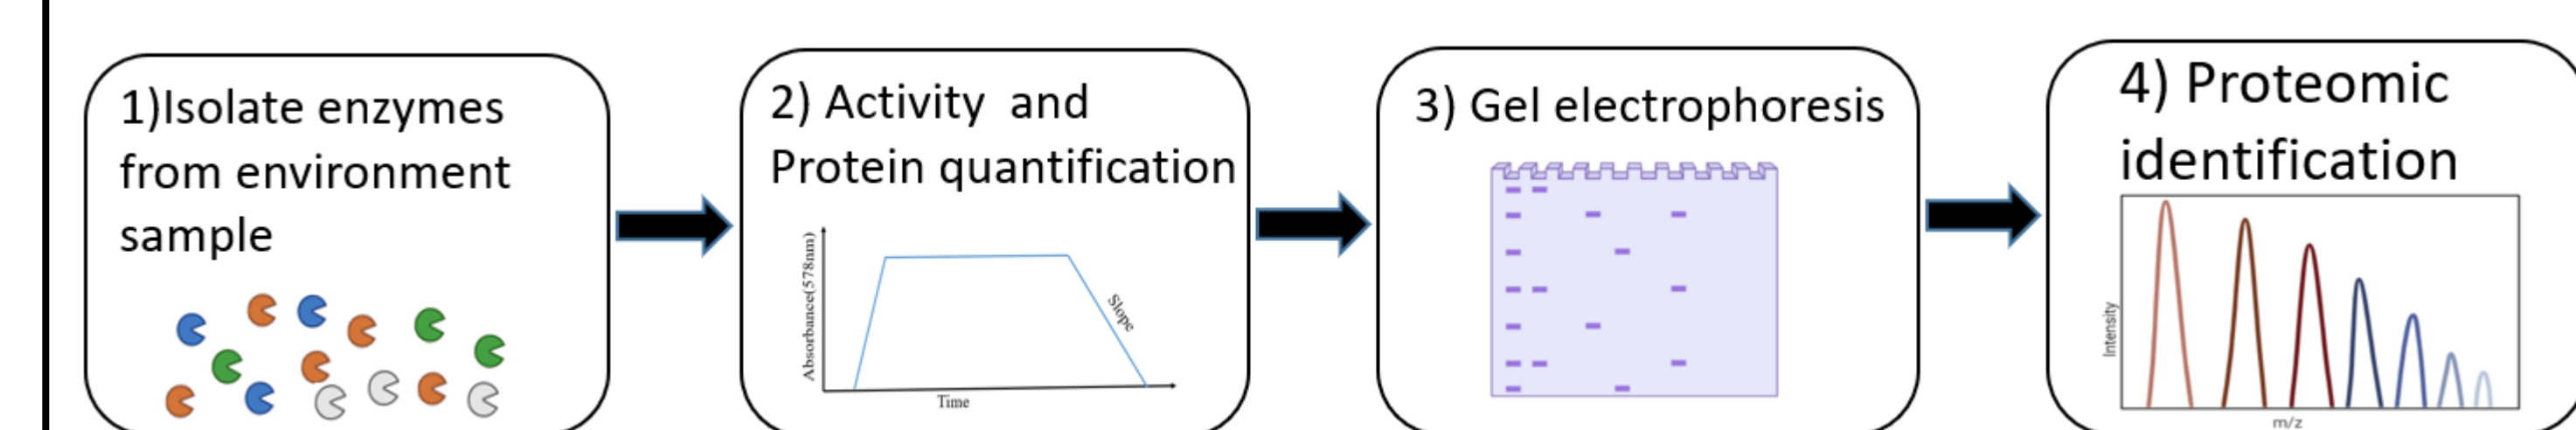 1)Isolate enzymes
from environment
sample
2) Activity and
Protein quantification
Absorbance(578nm)
Slope
Time
3) Gel electrophoresis
4) Proteomic
identification
Intensity
m/z